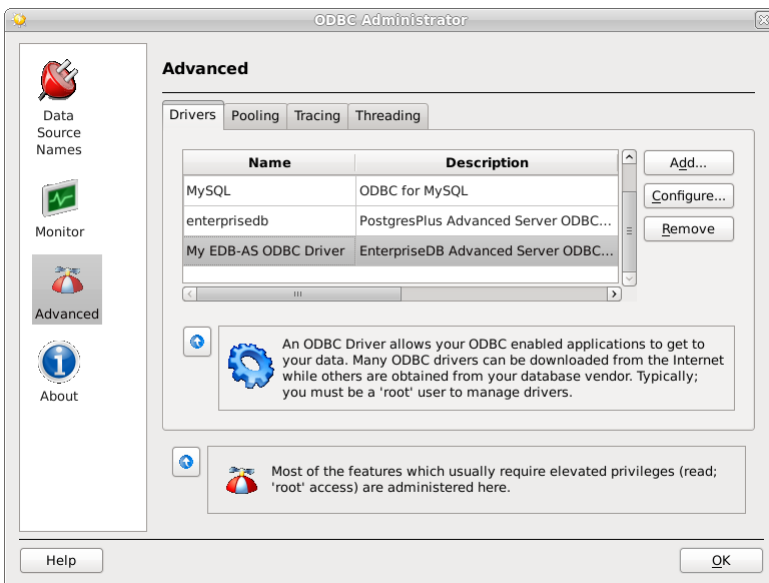 ODBC Administrator
Data
Source
Names
Monitor
Advanced
About
Advanced
Drivers Pooling Tracing Threading
Name Description
MySQL ODBC for MySQL
enterprisedb PostgresPlus Advanced Server ODBC...
My EDB-AS ODBC Driver EnterpriseDB Advanced Server ODBC...
Add...
Configure...
Remove
An ODBC Driver allows your ODBC enabled applications to get to
your data. Many ODBC drivers can be downloaded from the Internet
while others are obtained from your database vendor. Typically;
you must be a 'root' user to manage drivers.
Most of the features which usually require elevated privileges (read;
'root' access) are administered here.
Help
OK